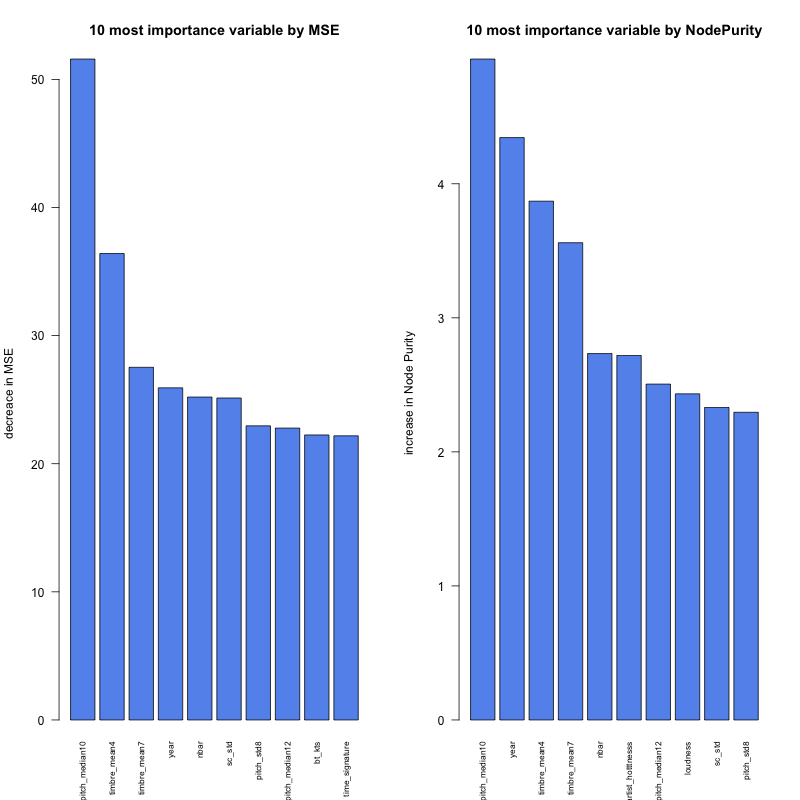 10 most importance variable by MSE
decreace in MSE
50
40
30
20
10
0
pitch_median10
timbre_mean4
timbre_mean7
year
nbar
sc_std
pitch_std8
pitch_median12
bt_kts
time_signature
10 most importance variable by NodePurity
increase in Node Purity
4
3
2
1
0
pitch_median10
year
timbre_mean4
timbre_mean7
nbar
artist_hotttnesss
pitch_median12
loudness
sc_std
pitch_std8